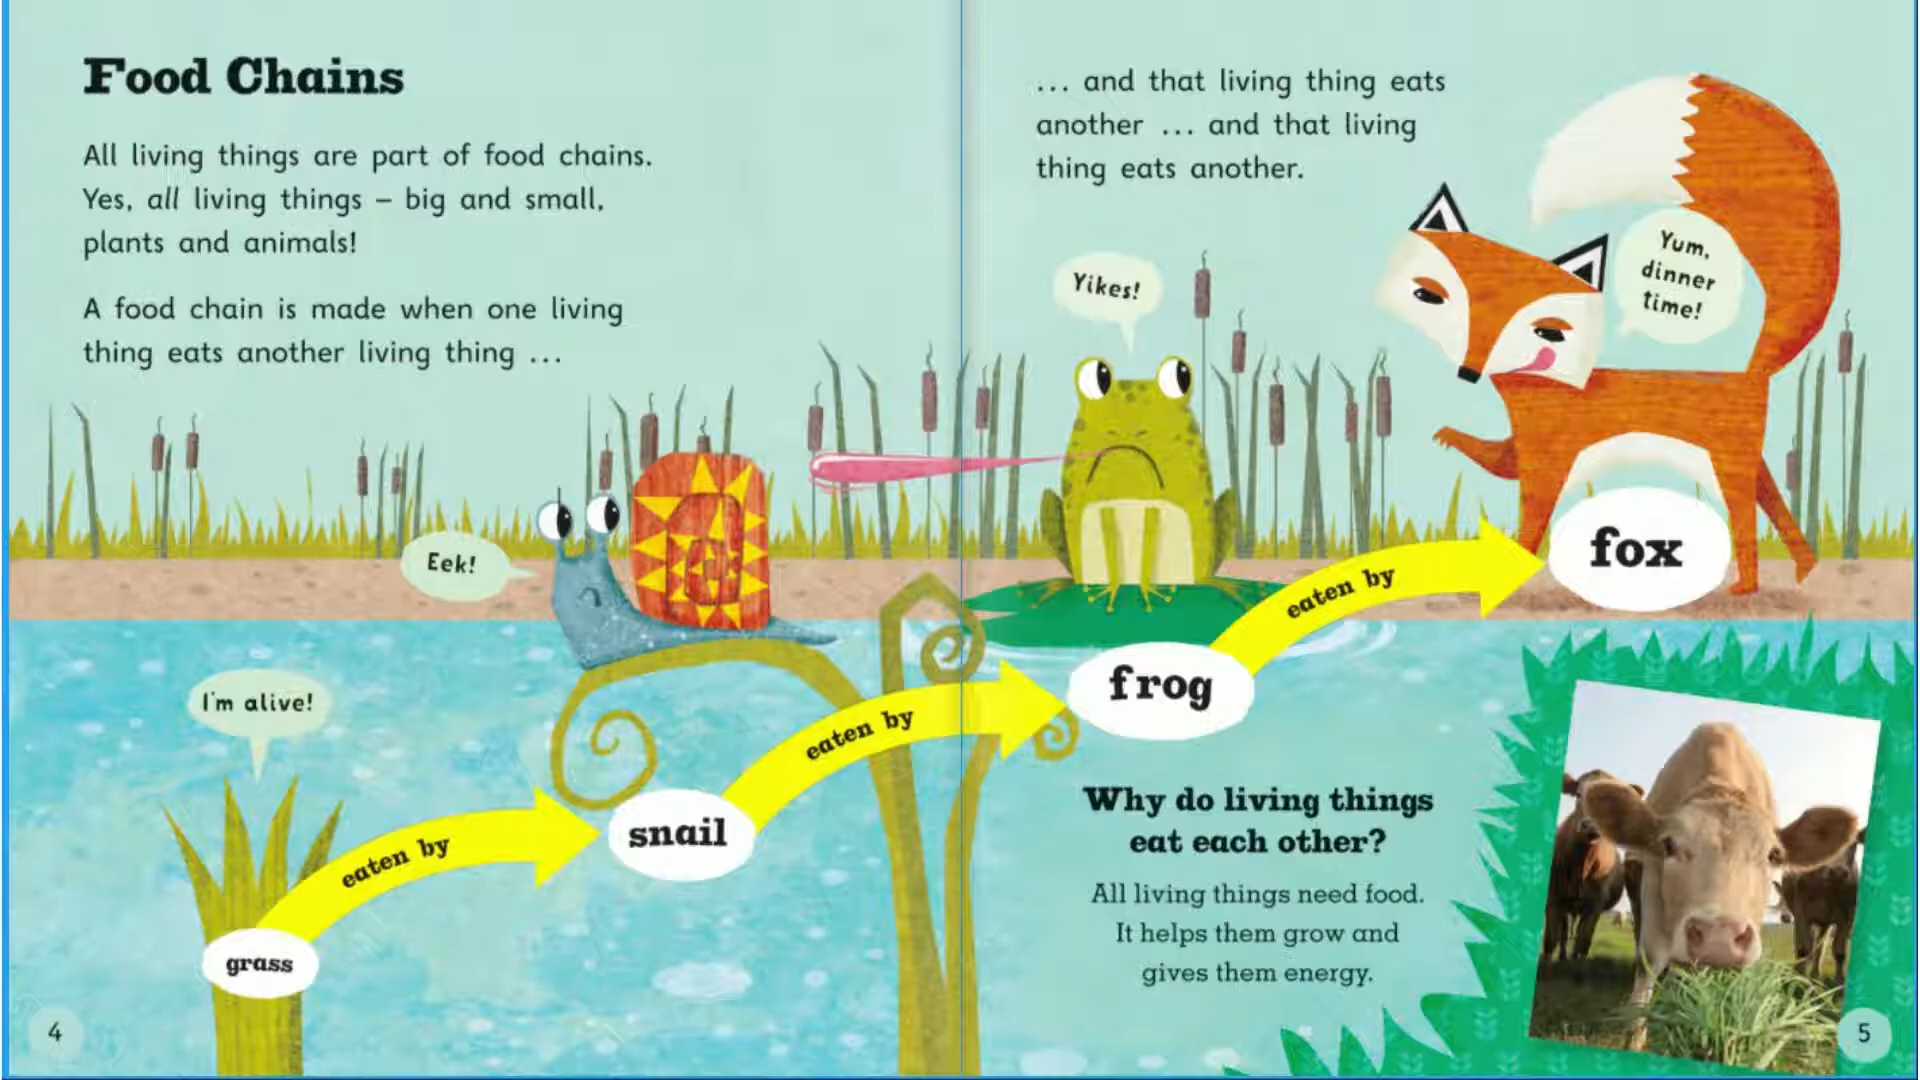 Food Chains
All living things are part of food chains.
Yes, all living things – big and small,
plants and animals!
A food chain is made when one living
thing eats another living thing ...
... and that living thing eats
another ... and that living
thing eats another.
Yum,
dinner
time!
Yikes!
Eek!
I'm alive!
grass
eaten by
snail
eaten by
frog
eaten by
fox
Why do living things
eat each other?
All living things need food.
It helps them grow and
gives them energy.
4
5